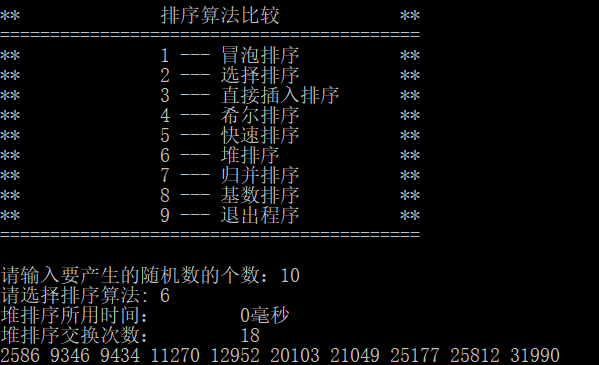 ** 排序算法比较 **
==========================================
** 1 --- 冒泡排序 **
** 2 --- 选择排序 **
** 3 --- 直接插入排序 **
** 4 --- 希尔排序 **
** 5 --- 快速排序 **
** 6 --- 堆排序 **
** 7 --- 归并排序 **
** 8 --- 基数排序 **
** 9 --- 退出程序 **
==========================================
请输入要产生的随机数的个数：10
请选择排序算法: 6
堆排序所用时间： 0毫秒
堆排序交换次数： 18
2586 9346 9434 11270 12952 20103 21049 25177 25812 31990